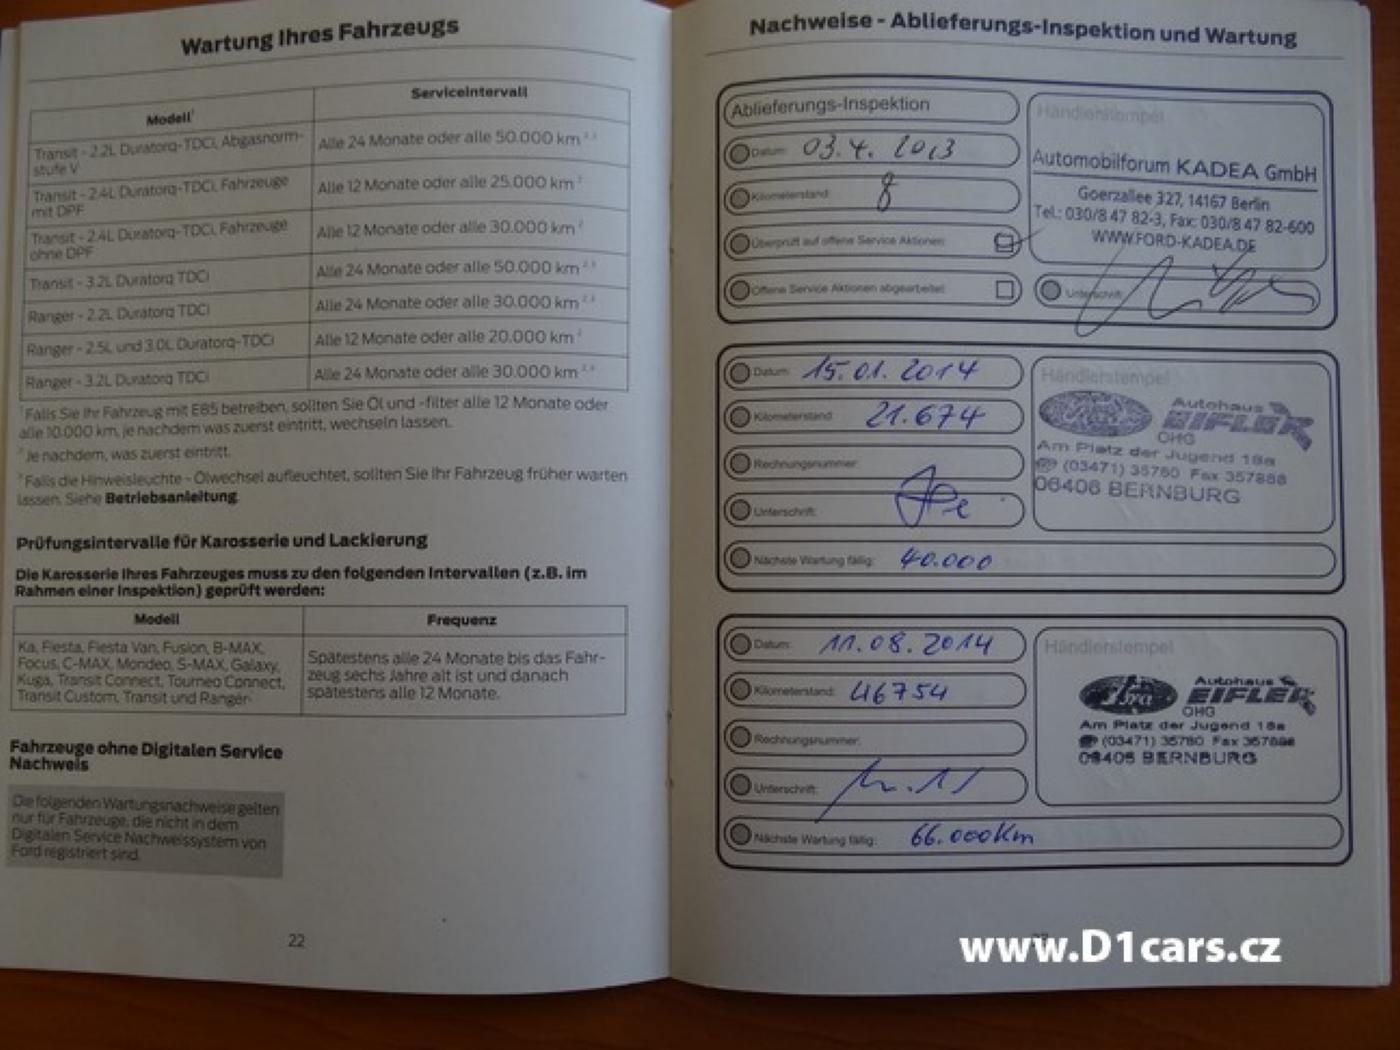 Wartung Ihres Fahrzeugs
Modell¹
Serviceintervall
Transit - 2.2L Duratorq-TDCi, Abgasnorm-
stufe V
Alle 24 Monate oder alle 50.000 km ²·³
Transit - 2.4L Duratorq-TDCi, Fahrzeuge
mit DPF
Alle 12 Monate oder alle 25.000 km ²
Transit - 2.4L Duratorq-TDCi, Fahrzeuge
ohne DPF
Alle 12 Monate oder alle 30.000 km ²
Transit - 3.2L Duratorq TDCi
Alle 24 Monate oder alle 50.000 km ²·³
Ranger - 2.2L Duratorq TDCi
Alle 24 Monate oder alle 30.000 km ²·³
Ranger - 2.5L und 3.0L Duratorq-TDCi
Alle 12 Monate oder alle 20.000 km ²
Ranger - 3.2L Duratorq TDCi
Alle 24 Monate oder alle 30.000 km ²·³
¹ Falls Sie Ihr Fahrzeug mit E85 betreiben, sollten Sie Öl und -filter alle 12 Monate oder
alle 10.000 km, je nachdem was zuerst eintritt, wechseln lassen.
² Je nachdem, was zuerst eintritt.
³ Falls die Hinweisleuchte - Ölwechsel aufleuchtet, sollten Sie Ihr Fahrzeug früher warten
lassen. Siehe Betriebsanleitung.
Prüfungsintervalle für Karosserie und Lackierung
Die Karosserie Ihres Fahrzeuges muss zu den folgenden Intervallen (z.B. im
Rahmen einer Inspektion) geprüft werden:
Modell
Frequenz
Ka, Fiesta, Fiesta Van, Fusion, B-MAX,
Focus, C-MAX, Mondeo, S-MAX, Galaxy,
Kuga, Transit Connect, Tourneo Connect,
Transit Custom, Transit und Ranger
Spätestens alle 24 Monate bis das Fahr-
zeug sechs Jahre alt ist und danach
spätestens alle 12 Monate.
Fahrzeuge ohne Digitalen Service
Nachweis
Die folgenden Wartungsnachweise gelten
nur für Fahrzeuge, die nicht in dem
Digitalen Service Nachweissystem von
Ford registriert sind.
22
Nachweise - Ablieferungs-Inspektion und Wartung
Ablieferungs-Inspektion
Datum: 03.4.2013
Kilometerstand: 8
Überprüft auf offene Service Aktionen:
Offene Service Aktionen abgearbeitet:
Händlerstempel
Automobilforum KADEA GmbH
Goerzallee 327, 14167 Berlin
Tel.: 030/8 47 82-3, Fax: 030/8 47 82-600
WWW.FORD-KADEA.DE
Unterschrift:
Datum: 15.01.2014
Kilometerstand: 21.674
Rechnungsnummer:
Unterschrift:
Nächste Wartung fällig: 40.000
Händlerstempel
Autohaus
EIFLER
OHG
Am Platz der Jugend 18a
☎ (03471) 35780 Fax 357888
06406 BERNBURG
Datum: 11.08.2014
Kilometerstand: 46754
Rechnungsnummer:
Unterschrift:
Nächste Wartung fällig: 66.000km
Händlerstempel
Autohaus
EIFLER
OHG
Am Platz der Jugend 18a
☎ (03471) 35780 Fax 357888
06406 BERNBURG
www.D1cars.cz